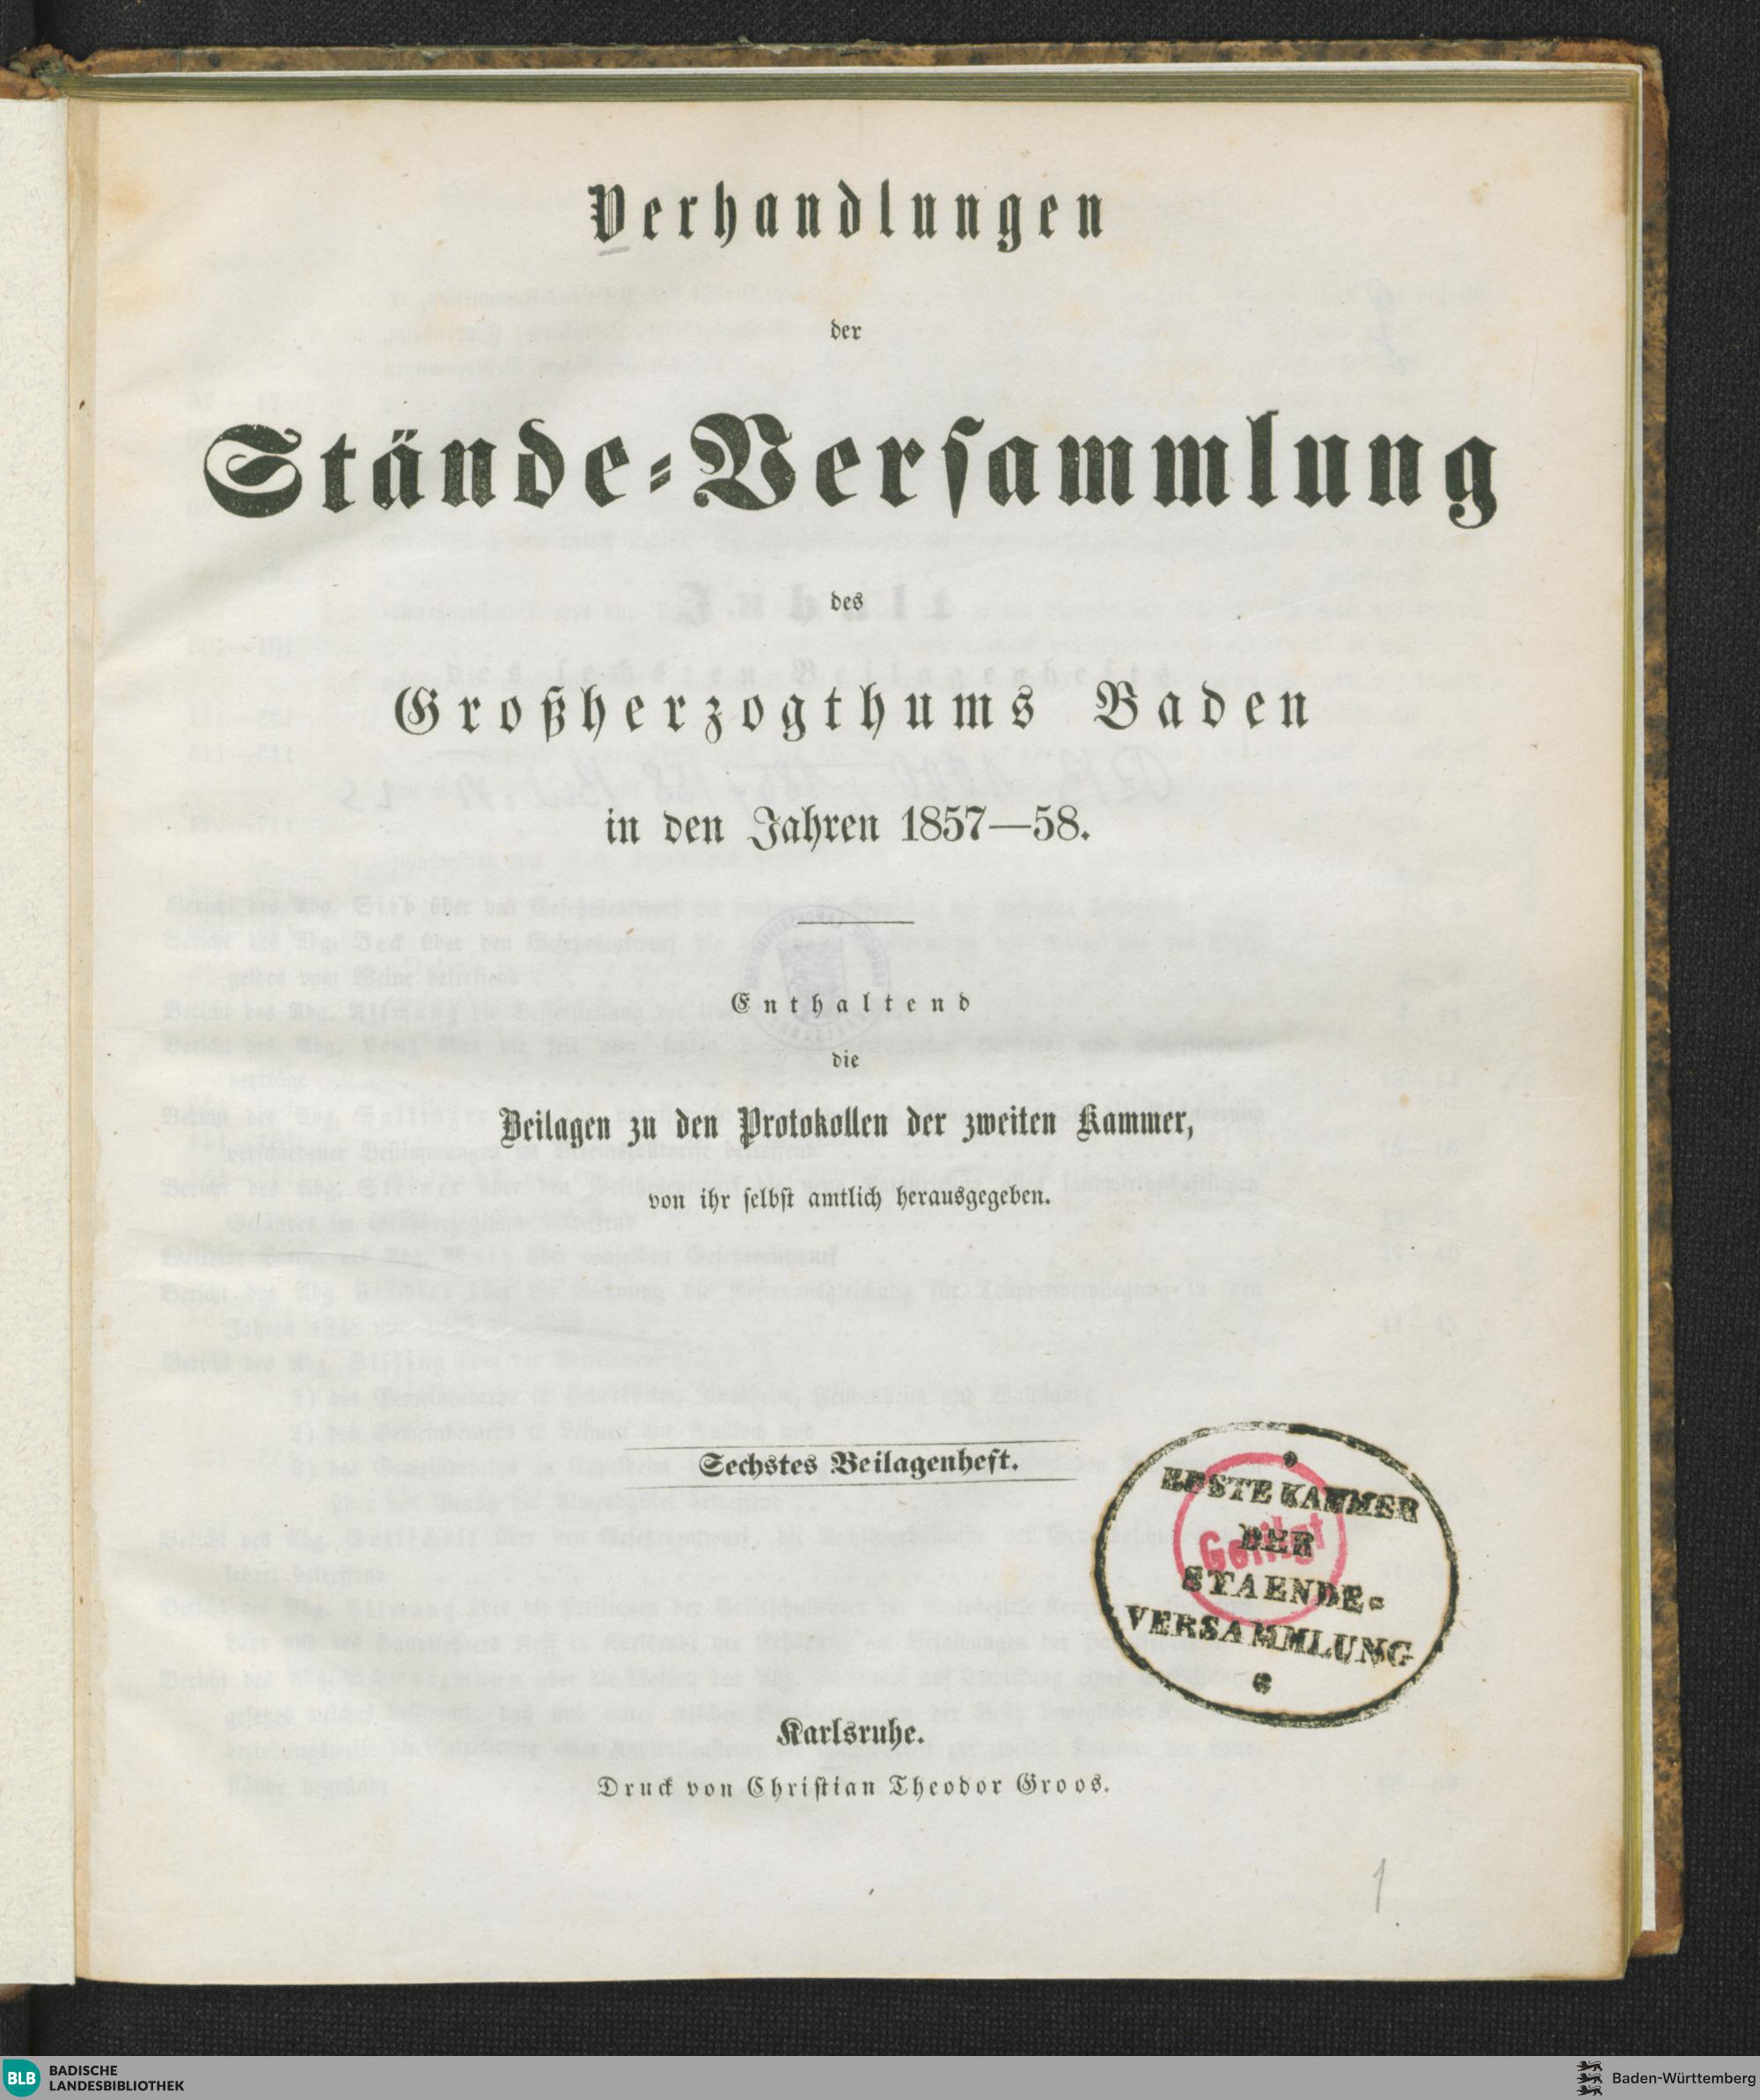 Verhandlungen
der
Stände-Versammlung
des
Großherzogthums Baden
in den Jahren 1857—58.
Enthaltend
die
Beilagen zu den Protokollen der zweiten Kammer,
von ihr selbst amtlich herausgegeben.
Sechstes Beilagenheft.
ERSTE KAMMER
DER
STAENDE-
VERSAMMLUNG
Getilgt
Karlsruhe.
Druck von Christian Theodor Groos.
1
BLB BADISCHE
LANDESBIBLIOTHEK
Baden-Württemberg